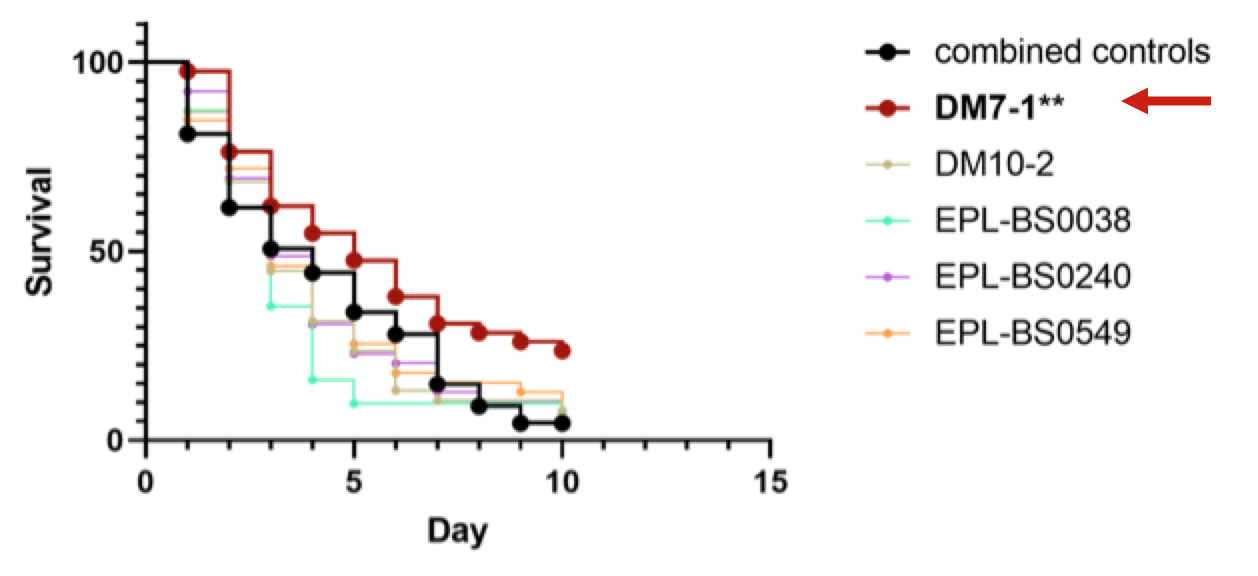 100
50
0
Survival
0 5 10 15
Day
combined controls
DM7-1**
DM10-2
EPL-BS0038
EPL-BS0240
EPL-BS0549